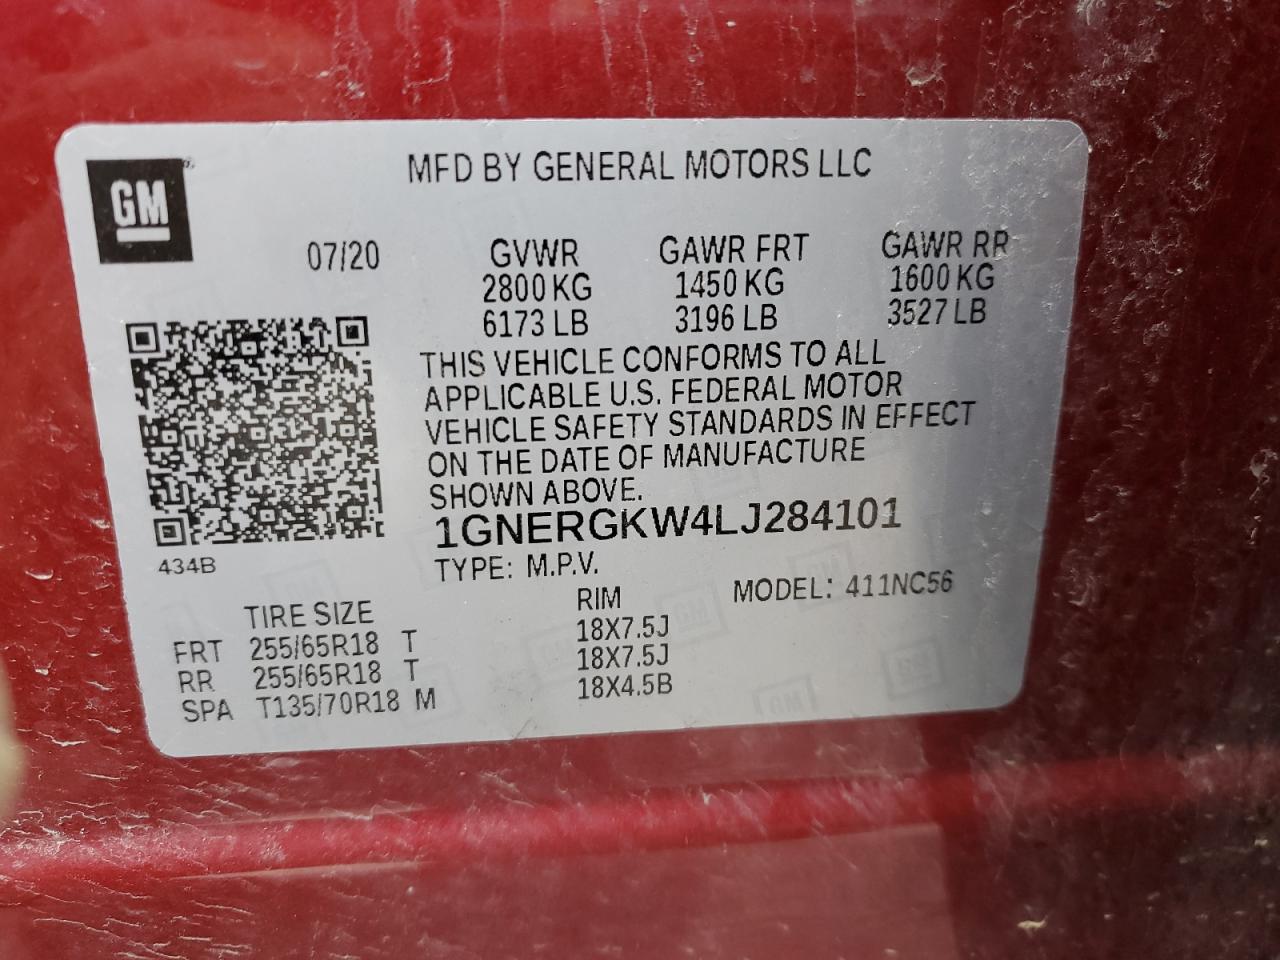 GM
MFD BY GENERAL MOTORS LLC
07/20 GVWR GAWR FRT GAWR RR
2800 KG 1450 KG 1600 KG
6173 LB 3196 LB 3527 LB
THIS VEHICLE CONFORMS TO ALL
APPLICABLE U.S. FEDERAL MOTOR
VEHICLE SAFETY STANDARDS IN EFFECT
ON THE DATE OF MANUFACTURE
SHOWN ABOVE.
1GNERGKW4LJ284101
434B
TYPE: M.P.V.
MODEL: 411NC56
TIRE SIZE RIM
FRT 255/65R18 T 18X7.5J
RR 255/65R18 T 18X7.5J
SPA T135/70R18 M 18X4.5B